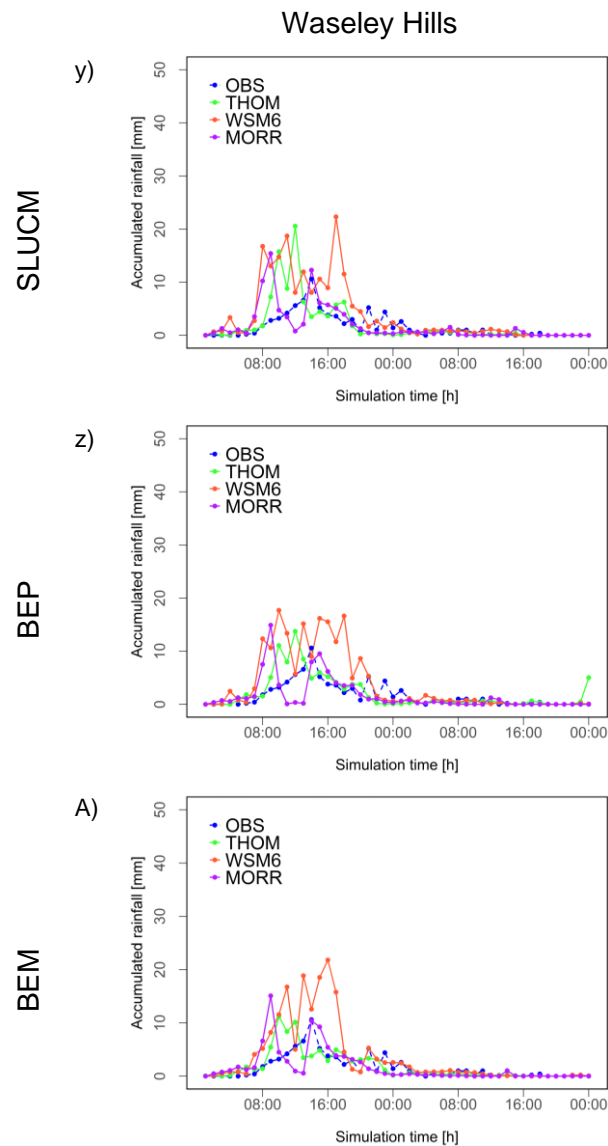 Waseley Hills
y)
SLUCM
Accumulated rainfall [mm]
50
40
30
20
10
0
OBS
THOM
WSM6
MORR
08:00 16:00 00:00 08:00 16:00 00:00
Simulation time [h]
z)
BEP
Accumulated rainfall [mm]
50
40
30
20
10
0
OBS
THOM
WSM6
MORR
08:00 16:00 00:00 08:00 16:00 00:00
Simulation time [h]
A)
BEM
Accumulated rainfall [mm]
50
40
30
20
10
0
OBS
THOM
WSM6
MORR
08:00 16:00 00:00 08:00 16:00 00:00
Simulation time [h]